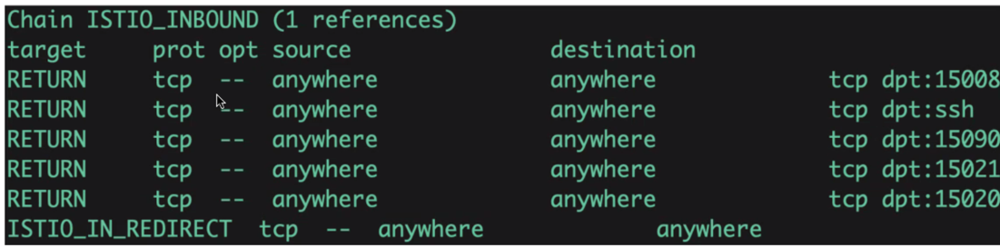 Chain ISTIO_INBOUND (1 references)
target     prot opt source               destination
RETURN     tcp  --  anywhere             anywhere             tcp dpt:15008
RETURN     tcp  --  anywhere             anywhere             tcp dpt:ssh
RETURN     tcp  --  anywhere             anywhere             tcp dpt:15090
RETURN     tcp  --  anywhere             anywhere             tcp dpt:15021
RETURN     tcp  --  anywhere             anywhere             tcp dpt:15020
ISTIO_IN_REDIRECT  tcp  --  anywhere             anywhere